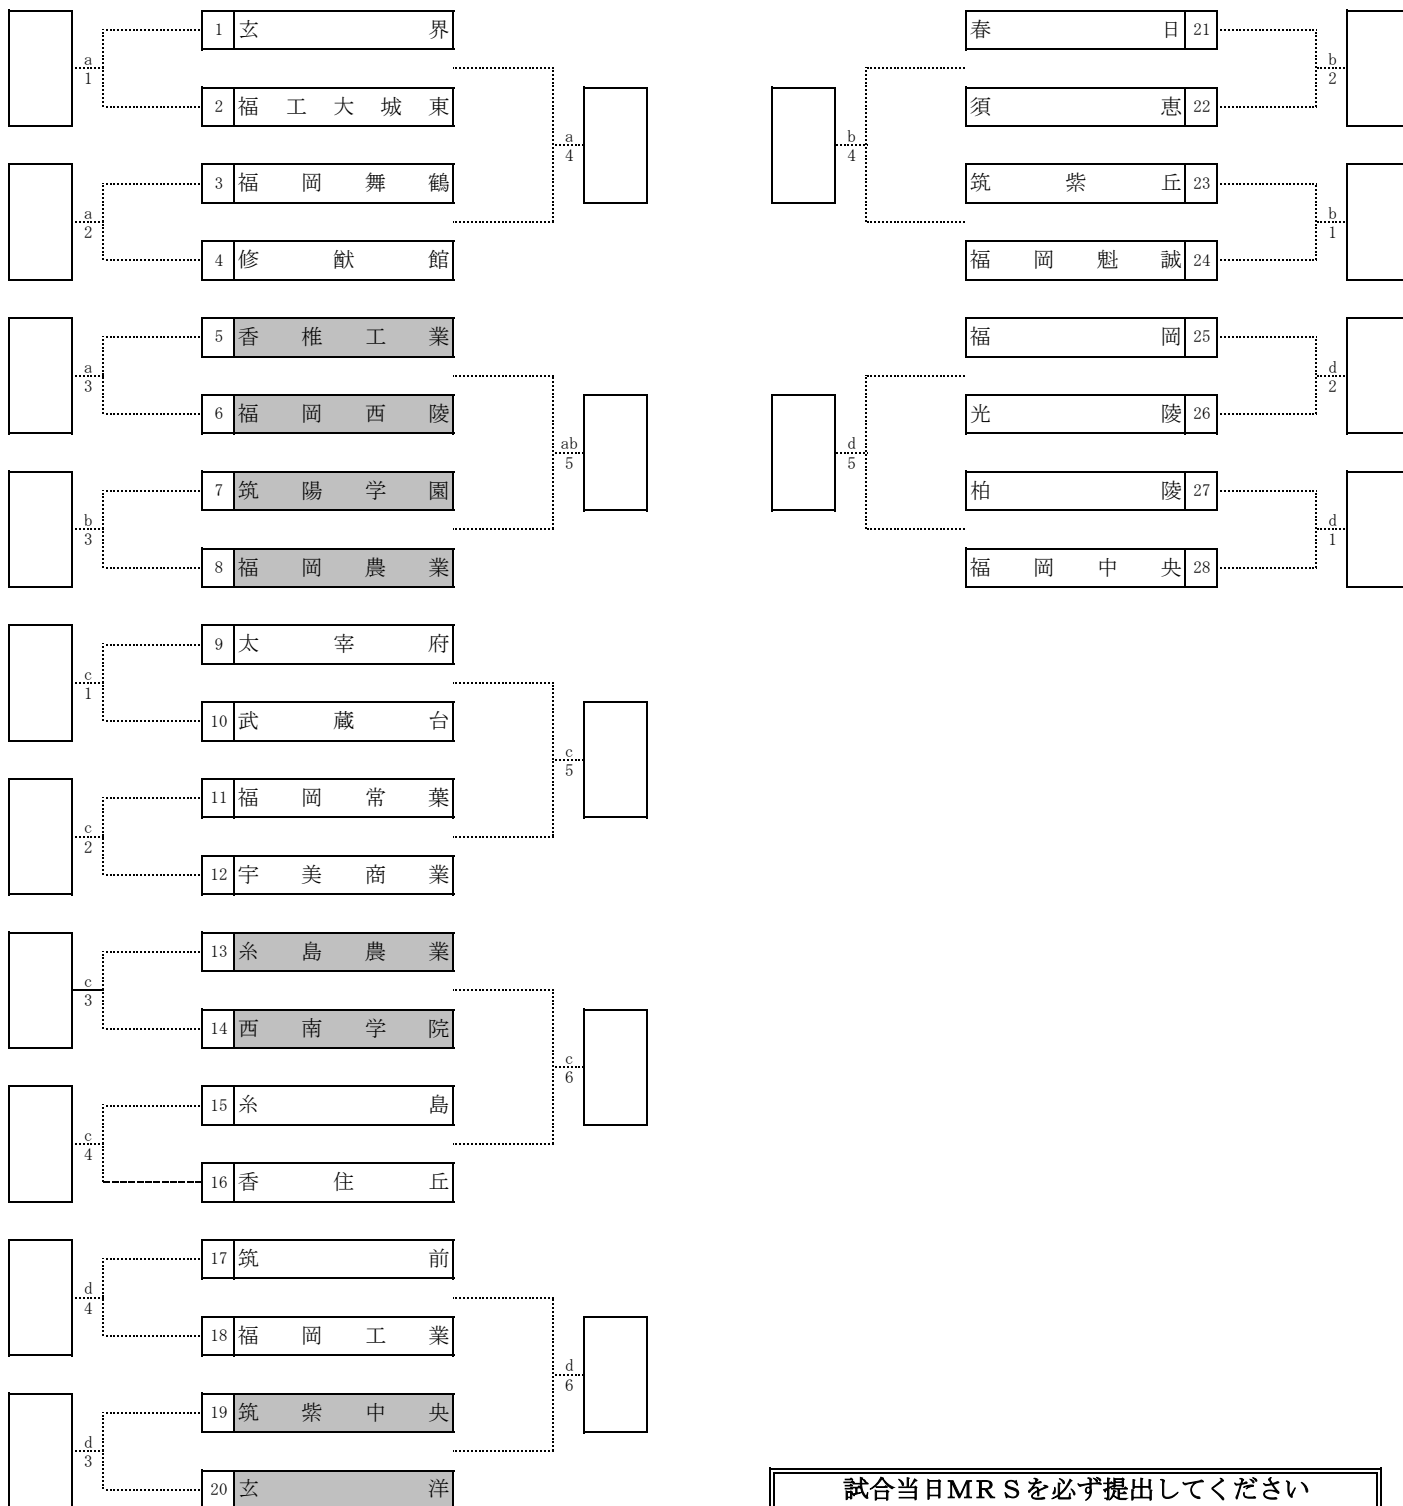 1 玄界
a
1
2 福工大城東
a
4
3 福岡舞鶴
a
2
4 修猷館
5 香椎工業
a
3
6 福岡西陵
ab
5
7 筑陽学園
b
3
8 福岡農業
9 太宰府
c
1
10 武蔵台
c
5
11 福岡常葉
c
2
12 宇美商業
13 糸島農業
c
3
14 西南学院
c
6
15 糸島
c
4
16 香住丘
17 筑前
d
4
18 福岡工業
d
6
19 筑紫中央
d
3
20 玄洋
春日 21
b
2
須恵 22
b
4
筑紫丘 23
b
1
福岡魁誠 24
福岡 25
d
2
光陵 26
d
5
柏陵 27
d
1
福岡中央 28
試合当日MRSを必ず提出してください